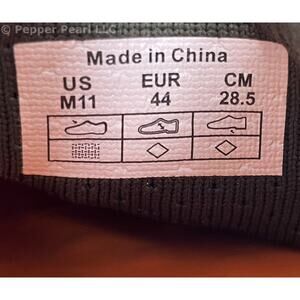 © Pepper Pearl LLC
Made in China
US EUR CM
M11 44 28.5